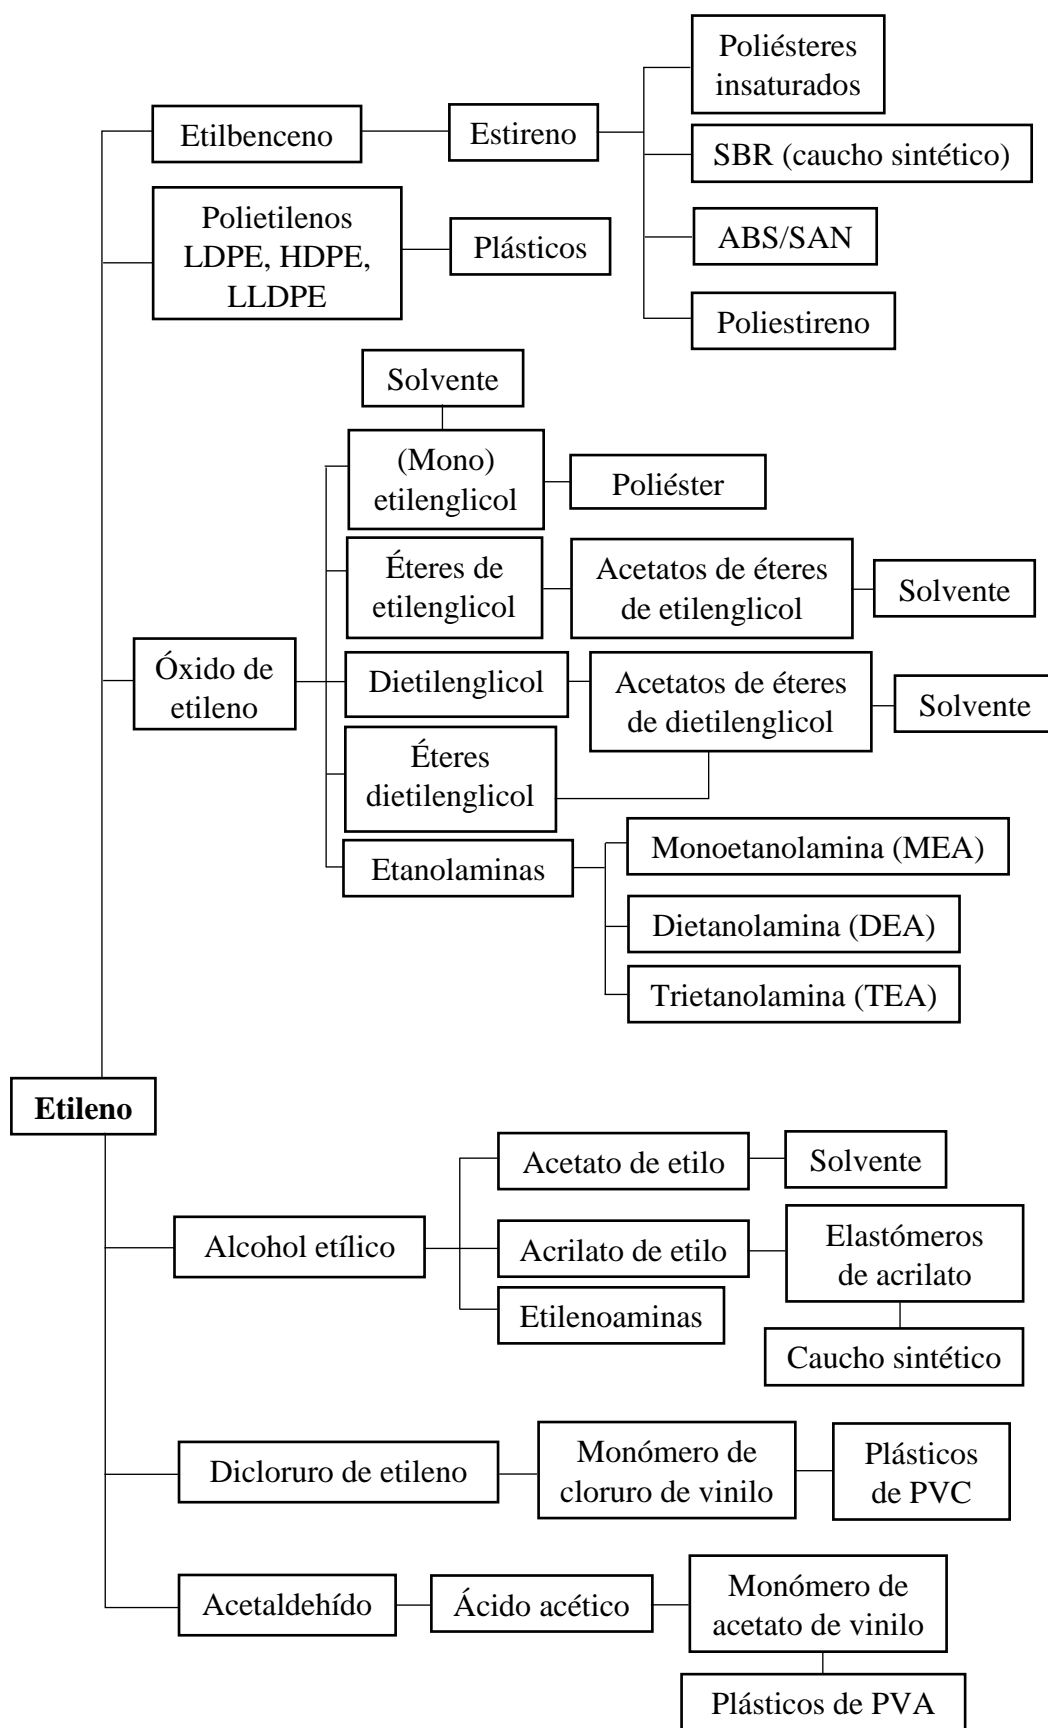 Poliésteres
insaturados
Etilbenceno
Estireno
SBR (caucho sintético)
Polietilenos
LDPE, HDPE,
LLDPE
Plásticos
ABS/SAN
Poliestireno
Solvente
(Mono)
etilenglicol
Poliéster
Éteres de
etilenglicol
Acetatos de éteres
de etilenglicol
Solvente
Óxido de
etileno
Dietilenglicol
Acetatos de éteres
de dietilenglicol
Solvente
Éteres
dietilenglicol
Etanolaminas
Monoetanolamina (MEA)
Dietanolamina (DEA)
Trietanolamina (TEA)
Etileno
Acetato de etilo
Solvente
Alcohol etílico
Acrilato de etilo
Elastómeros
de acrilato
Etilenoaminas
Caucho sintético
Dicloruro de etileno
Monómero de
cloruro de vinilo
Plásticos
de PVC
Acetaldehído
Ácido acético
Monómero de
acetato de vinilo
Plásticos de PVA